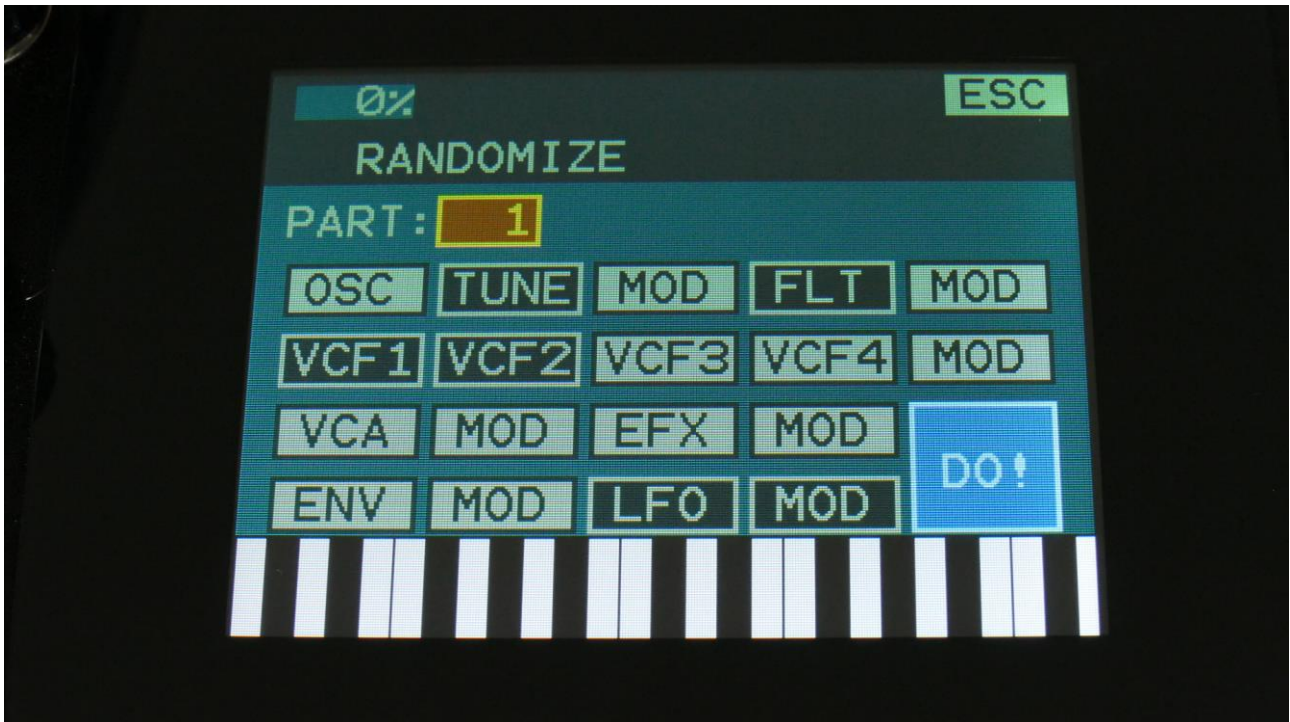 0% ESC
RANDOMIZE
PART: 1
OSC TUNE MOD FLT MOD
VCF1 VCF2 VCF3 VCF4 MOD
VCA MOD EFX MOD
DO!
ENV MOD LFO MOD